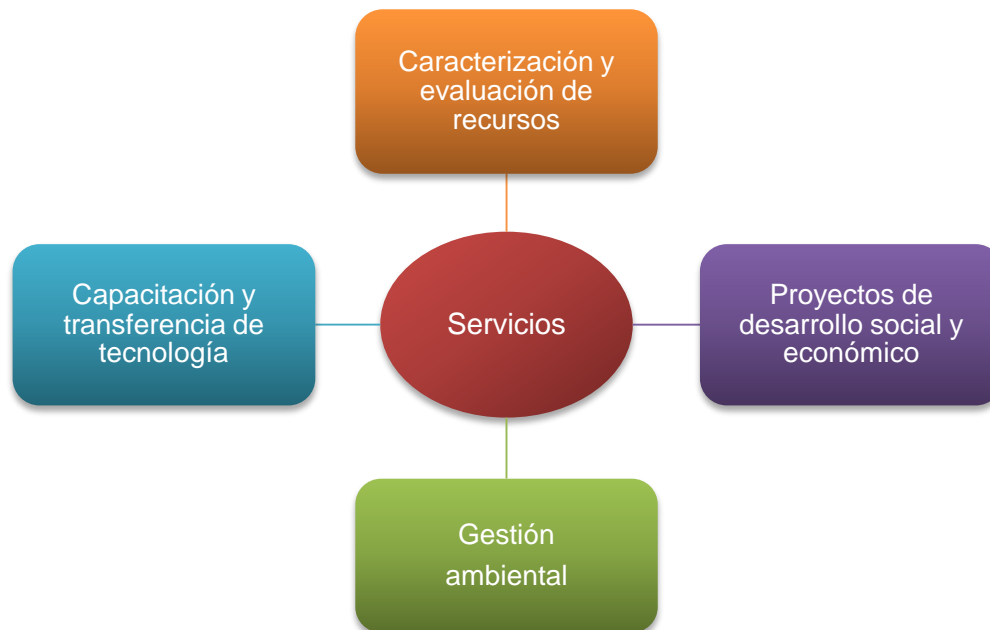 Caracterización y
evaluación de
recursos
Capacitación y
transferencia de
tecnología
Servicios
Proyectos de
desarrollo social y
económico
Gestión
ambiental